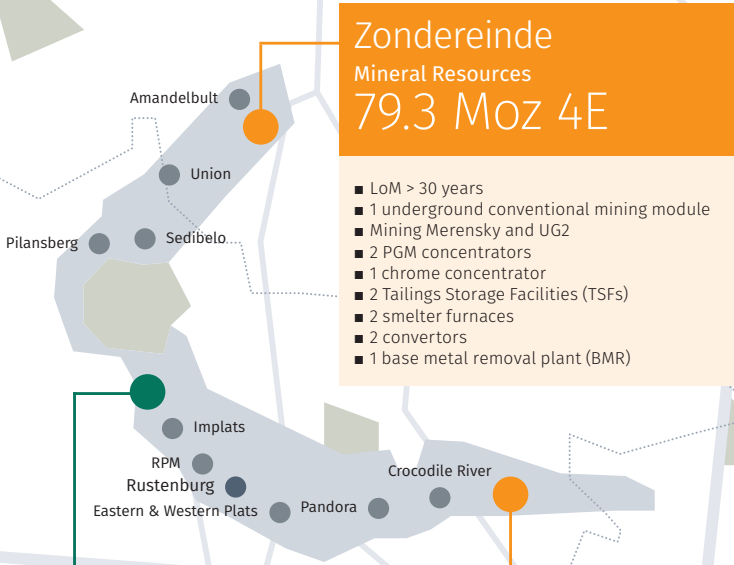 Zondereinde
Mineral Resources
79.3 Moz 4E
■ LoM > 30 years
■ 1 underground conventional mining module
■ Mining Merensky and UG2
■ 2 PGM concentrators
■ 1 chrome concentrator
■ 2 Tailings Storage Facilities (TSFs)
■ 2 smelter furnaces
■ 2 convertors
■ 1 base metal removal plant (BMR)
Amandelbult
Union
Pilansberg
Sedibelo
Implats
RPM
Rustenburg
Eastern & Western Plats
Pandora
Crocodile River